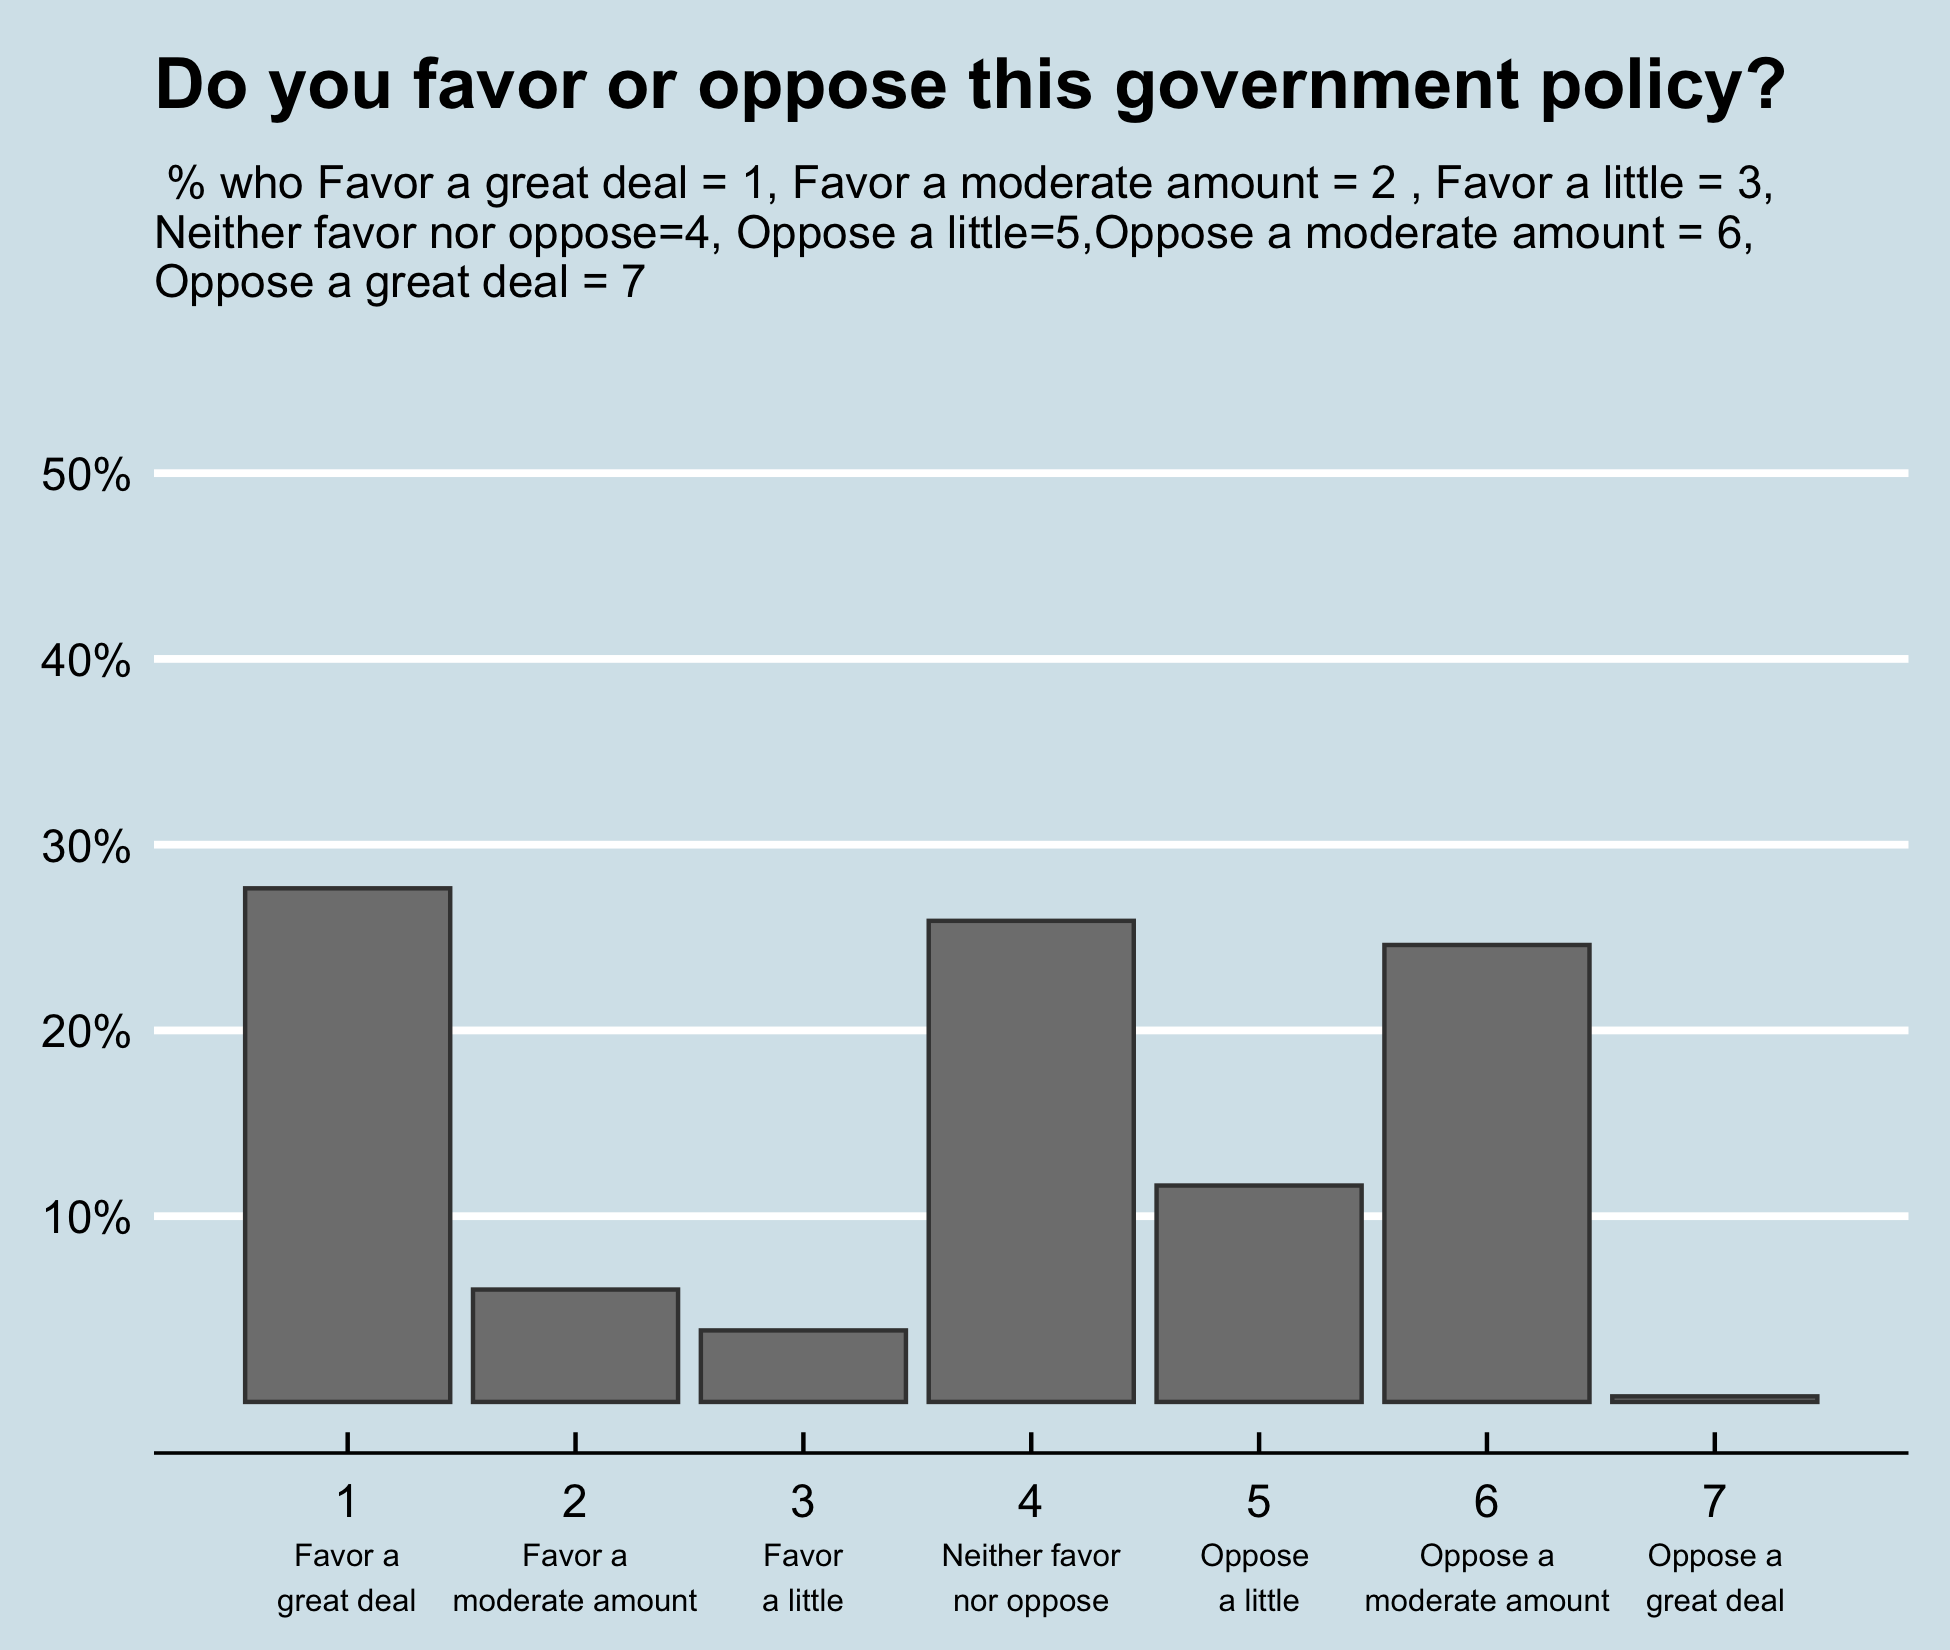 Do you favor or oppose this government policy?
% who Favor a great deal = 1, Favor a moderate amount = 2 , Favor a little = 3,
Neither favor nor oppose=4, Oppose a little=5,Oppose a moderate amount = 6,
Oppose a great deal = 7
50%
40%
30%
20%
10%
1 2 3 4 5 6 7
Favor a Favor a Favor Neither favor Oppose Oppose a Oppose a
great deal moderate amount a little nor oppose a little moderate amount great deal